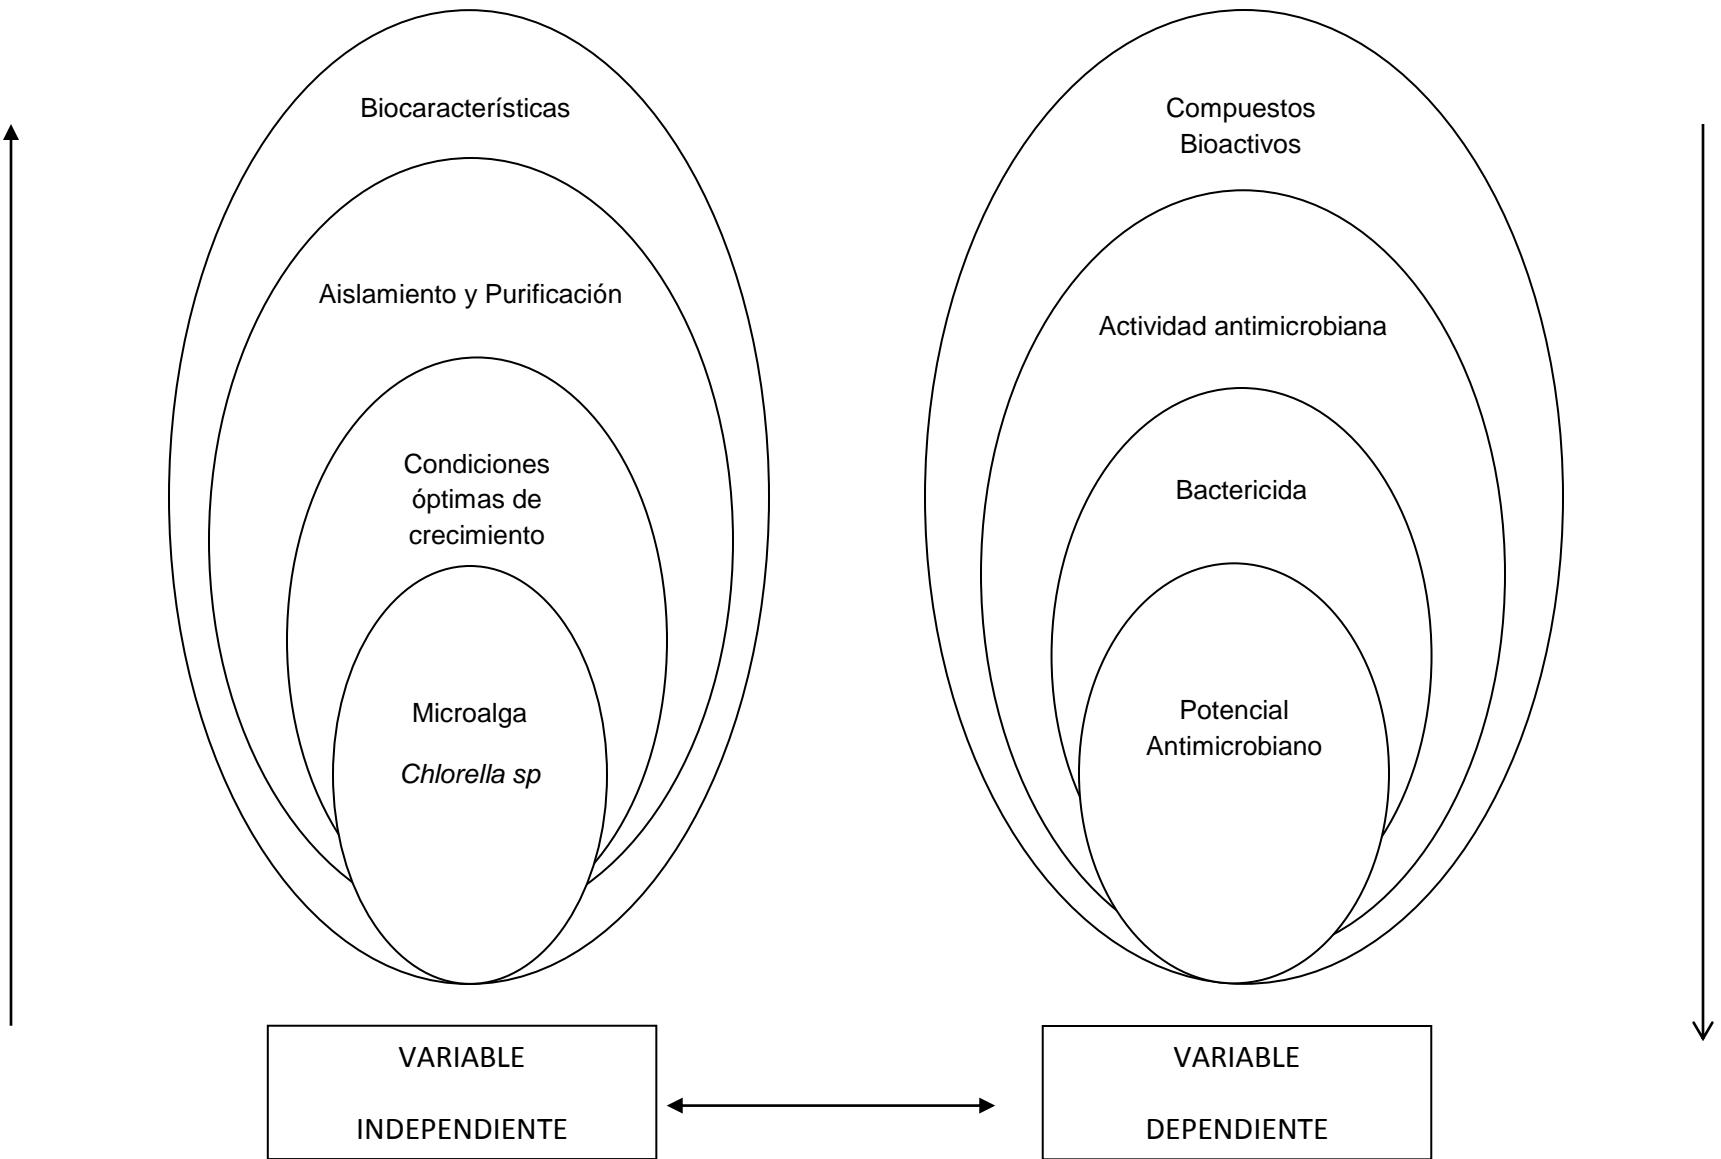 Biocaracterísticas
Aislamiento y Purificación
Condiciones
óptimas de
crecimiento
Microalga
Chlorella sp
VARIABLE
INDEPENDIENTE
Compuestos
Bioactivos
Actividad antimicrobiana
Bactericida
Potencial
Antimicrobiano
VARIABLE
DEPENDIENTE